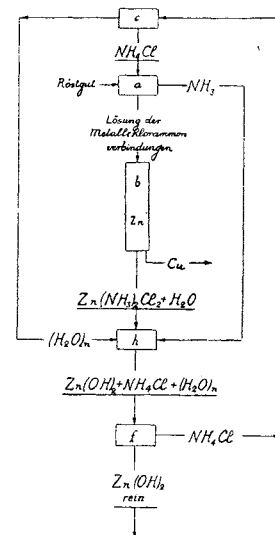 c
NH₄Cl
Röstgut a NH₃
Lösung der
Metallchlorammon
verbindungen
b
Zn
Cu
Zn(NH₃)₂Cl₂+H₂O
(H₂O)n h
Zn(OH)₂+NH₄Cl+(H₂O)n
f NH₄Cl
Zn(OH)₂
rein